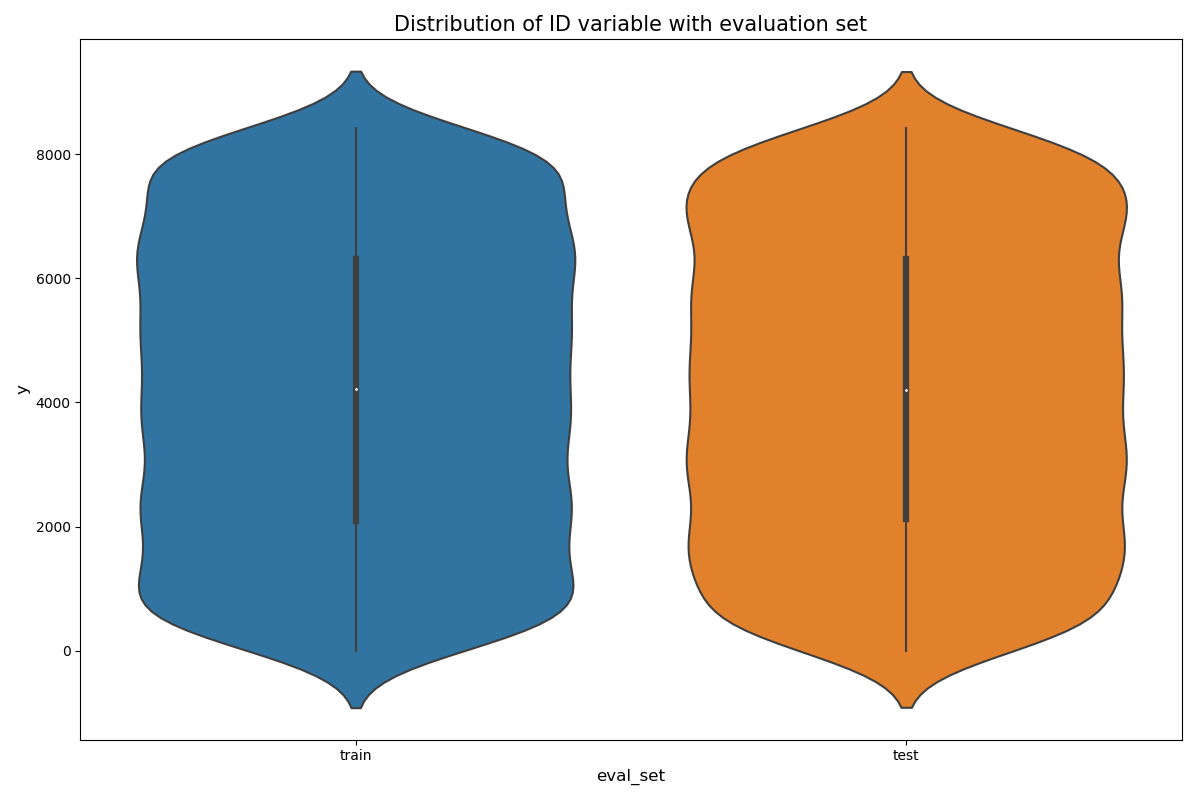 Distribution of ID variable with evaluation set
y
8000
6000
4000
2000
0
train
test
eval_set